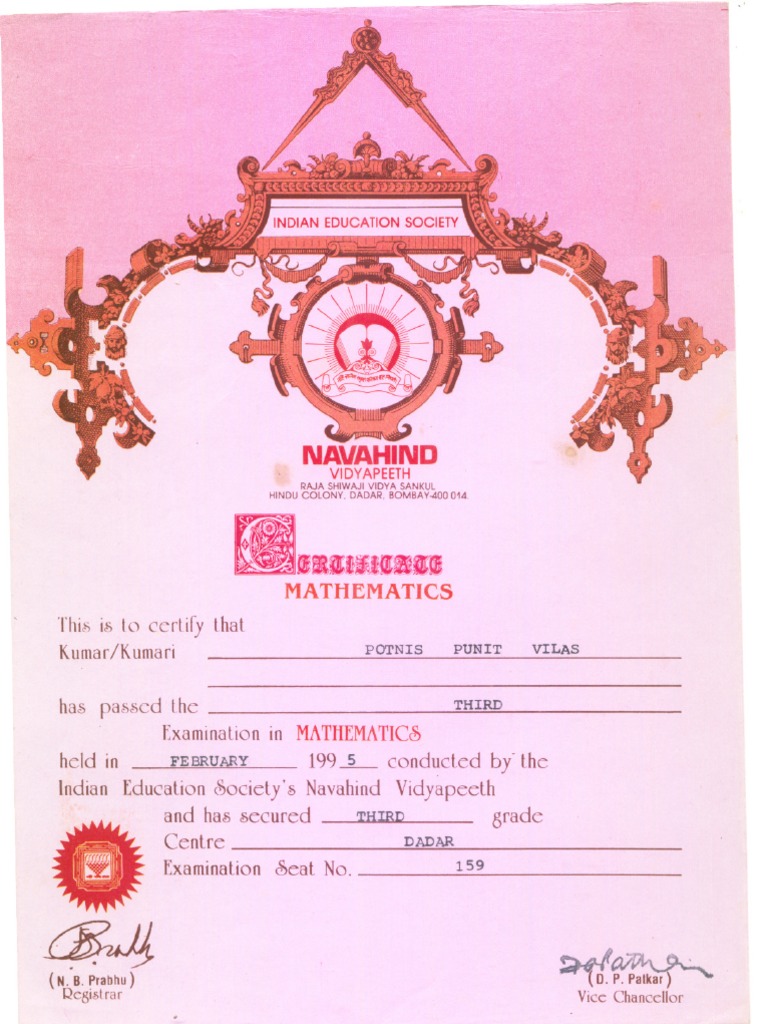 INDIAN EDUCATION SOCIETY
NAVAHIND
VIDYAPEETH
RAJA SHIWAJI VIDYA SANKUL
HINDU COLONY, DADAR, BOMBAY-400 014.
CERTIFICATE
MATHEMATICS
This is to certify that
Kumar/Kumari POTNIS PUNIT VILAS
has passed the THIRD
Examination in MATHEMATICS
held in FEBRUARY 1995 conducted by the
Indian Education Society's Navahind Vidyapeeth
and has secured THIRD grade
Centre DADAR
Examination Seat No. 159
(N. B. Prabhu)
Registrar
(D. P. Patkar)
Vice Chancellor